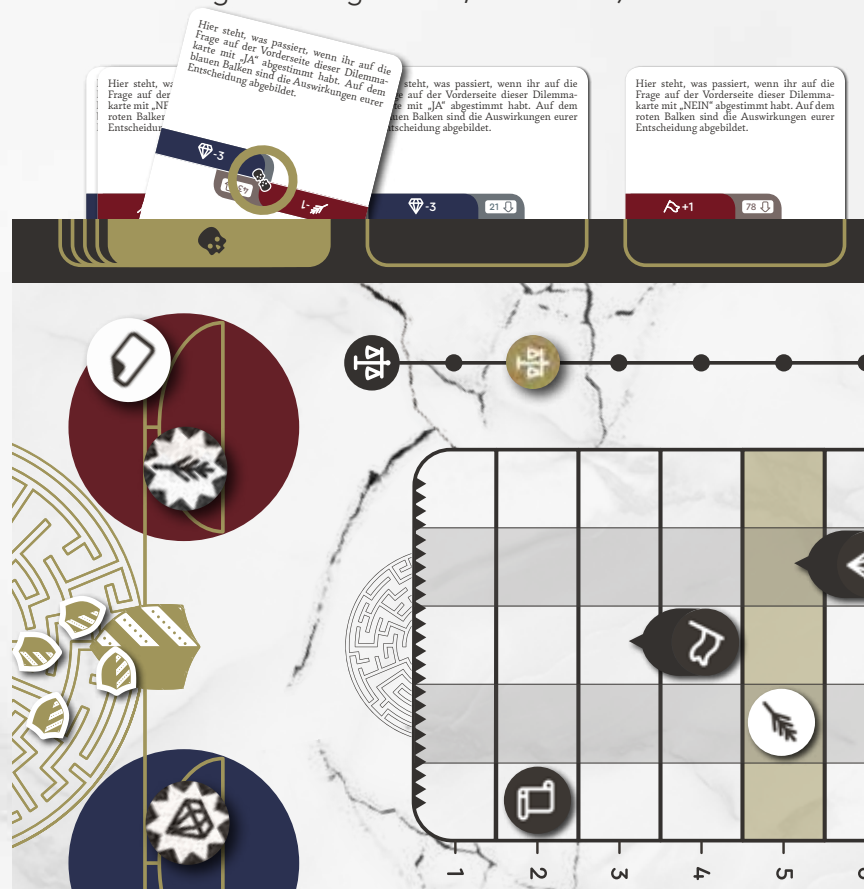 Hier steht, was passiert, wenn ihr auf die
Frage auf der Vorderseite dieser Dilemma-
karte mit „JA“ abgestimmt habt. Auf dem
blauen Balken sind die Auswirkungen eurer
Entscheidung abgebildet.
-3
43
-1
Hier steht, was
Frage auf der
karte mit
roten Balken
steht, was passiert, wenn ihr auf die
auf der Vorderseite dieser Dilemma-
mit „JA“ abgestimmt habt. Auf dem
Balken sind die Auswirkungen eurer
abgebildet.
-3
21
Hier steht, was passiert, wenn ihr auf die
Frage auf der Vorderseite dieser Dilemma-
karte mit „NEIN“ abgestimmt habt. Auf dem
roten Balken sind die Auswirkungen eurer
Entscheidung abgebildet.
+1
78
1
2
3
4
5